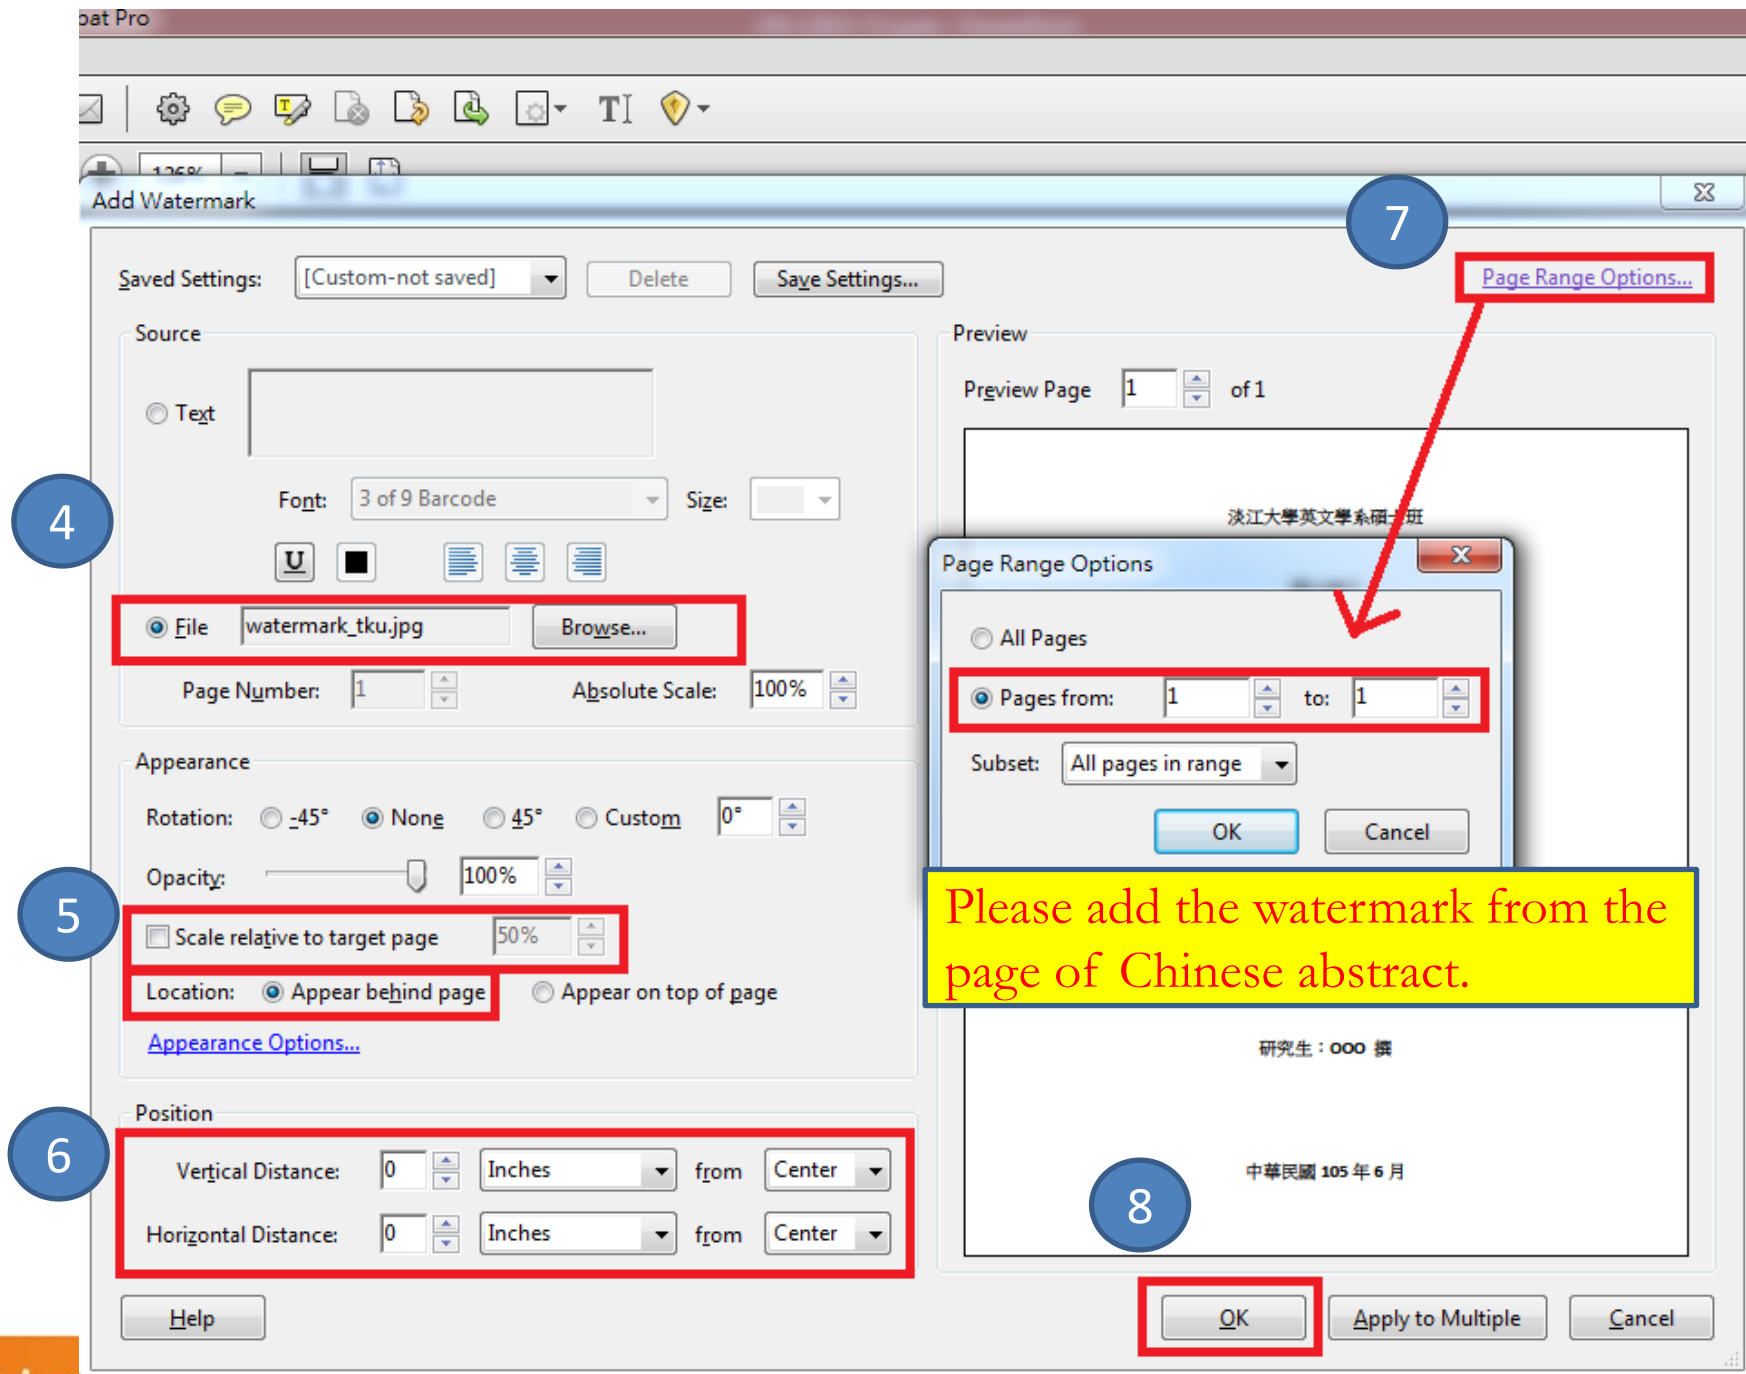 bat Pro
126%
Add Watermark
7
Saved Settings: [Custom-not saved] Delete Save Settings... Page Range Options...
Source
Text
4
Font: 3 of 9 Barcode Size:
U
File watermark_tku.jpg Browse...
Page Number: 1 Absolute Scale: 100%
Appearance
Rotation: -45° None 45° Custom 0°
Opacity: 100%
5
Scale relative to target page 50%
Location: Appear behind page Appear on top of page
Appearance Options...
6
Position
Vertical Distance: 0 Inches from Center
Horizontal Distance: 0 Inches from Center
Help
Preview
Preview Page 1 of 1
淡江大學英文學系碩士班
Page Range Options
All Pages
Pages from: 1 to: 1
Subset: All pages in range
OK Cancel
Please add the watermark from the
page of Chinese abstract.
研究生：OOO 撰
中華民國 105 年 6 月
8
OK Apply to Multiple Cancel